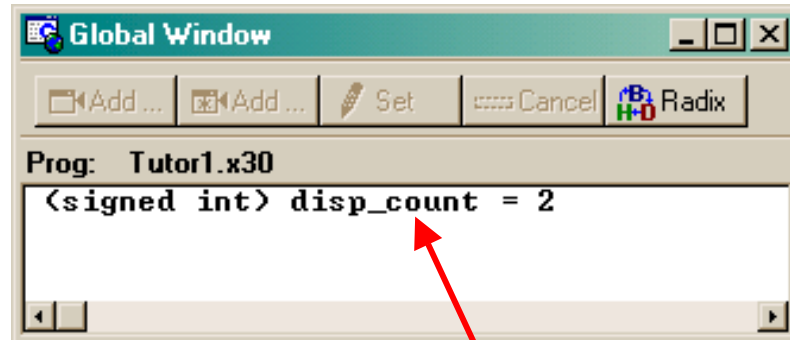 Global Window
Add ... Add ... Set Cancel Radix
Prog: Tutor1.x30
(signed int) disp_count = 2